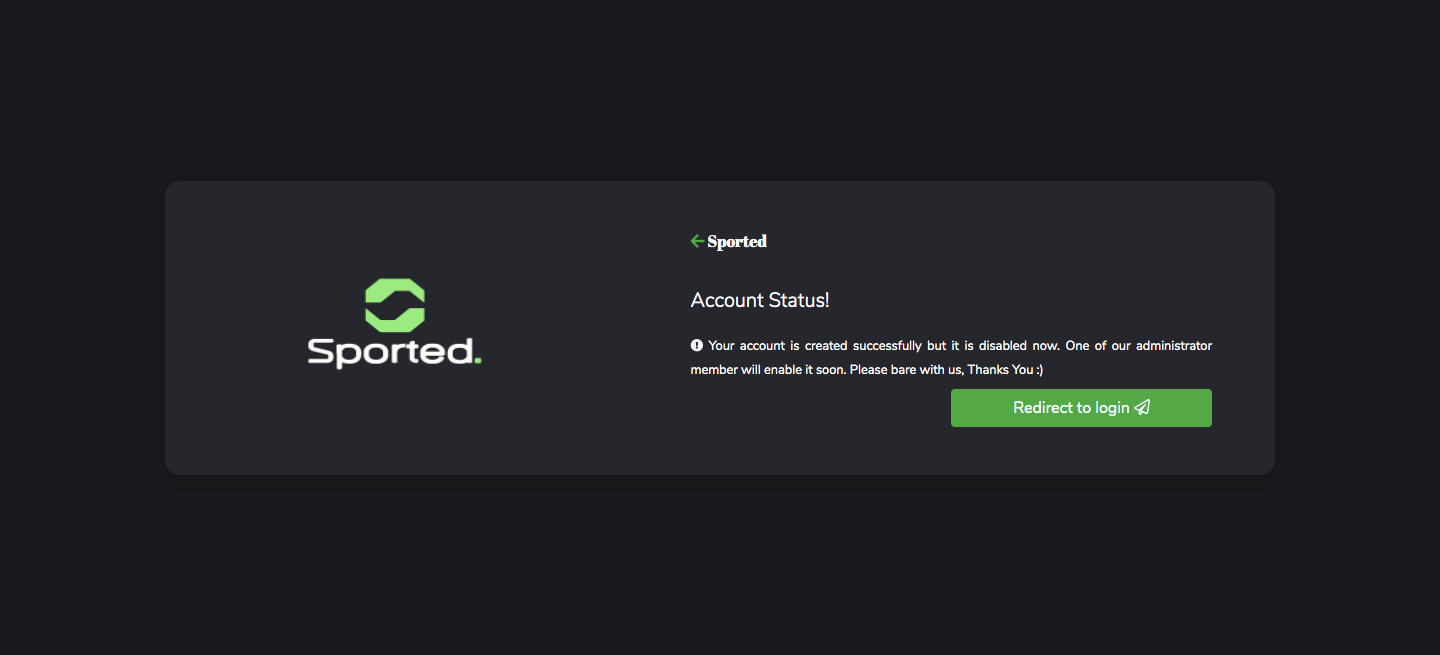 Sported
Account Status!
Your account is created successfully but it is disabled now. One of our administrator
member will enable it soon. Please bare with us, Thanks You :)
Redirect to login
Sported.